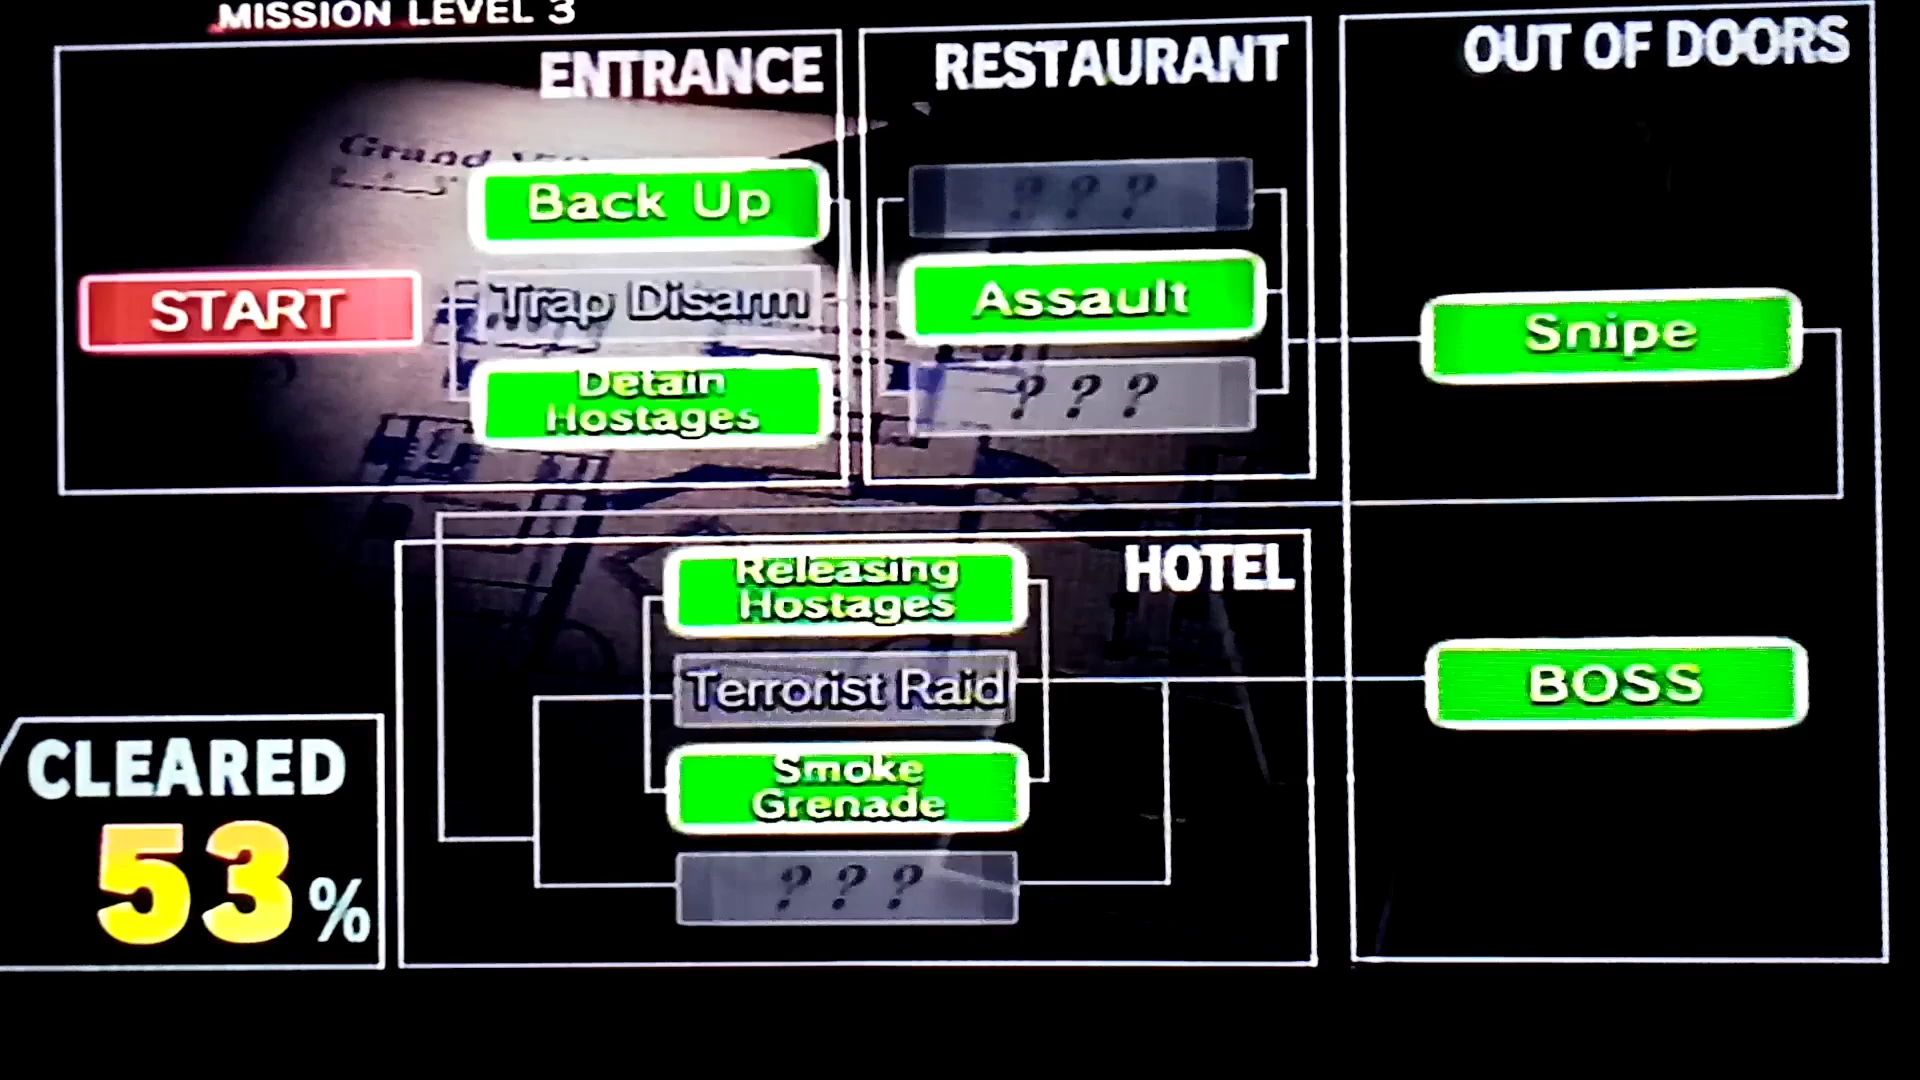 MISSION LEVEL 3
ENTRANCE
RESTAURANT
OUT OF DOORS
Grand
Back Up
? ? ?
START
Trap Disarm
Assault
Snipe
Detain
Hostages
? ? ?
HOTEL
Releasing
Hostages
Terrorist Raid
BOSS
Smoke
Grenade
? ? ?
CLEARED
53 %